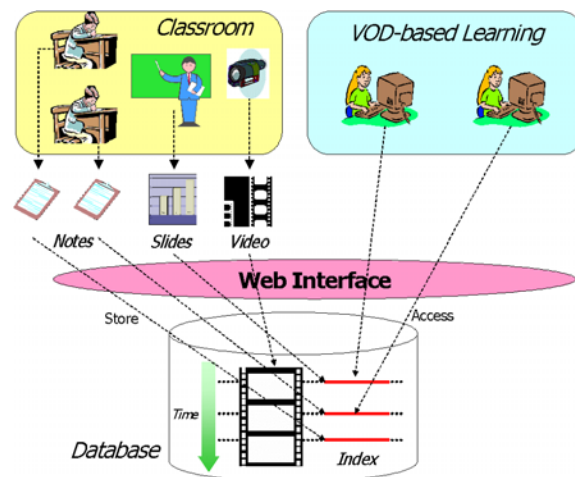 Classroom
VOD-based Learning
Notes
Slides
Video
Web Interface
Store
Access
Time
Database
Index